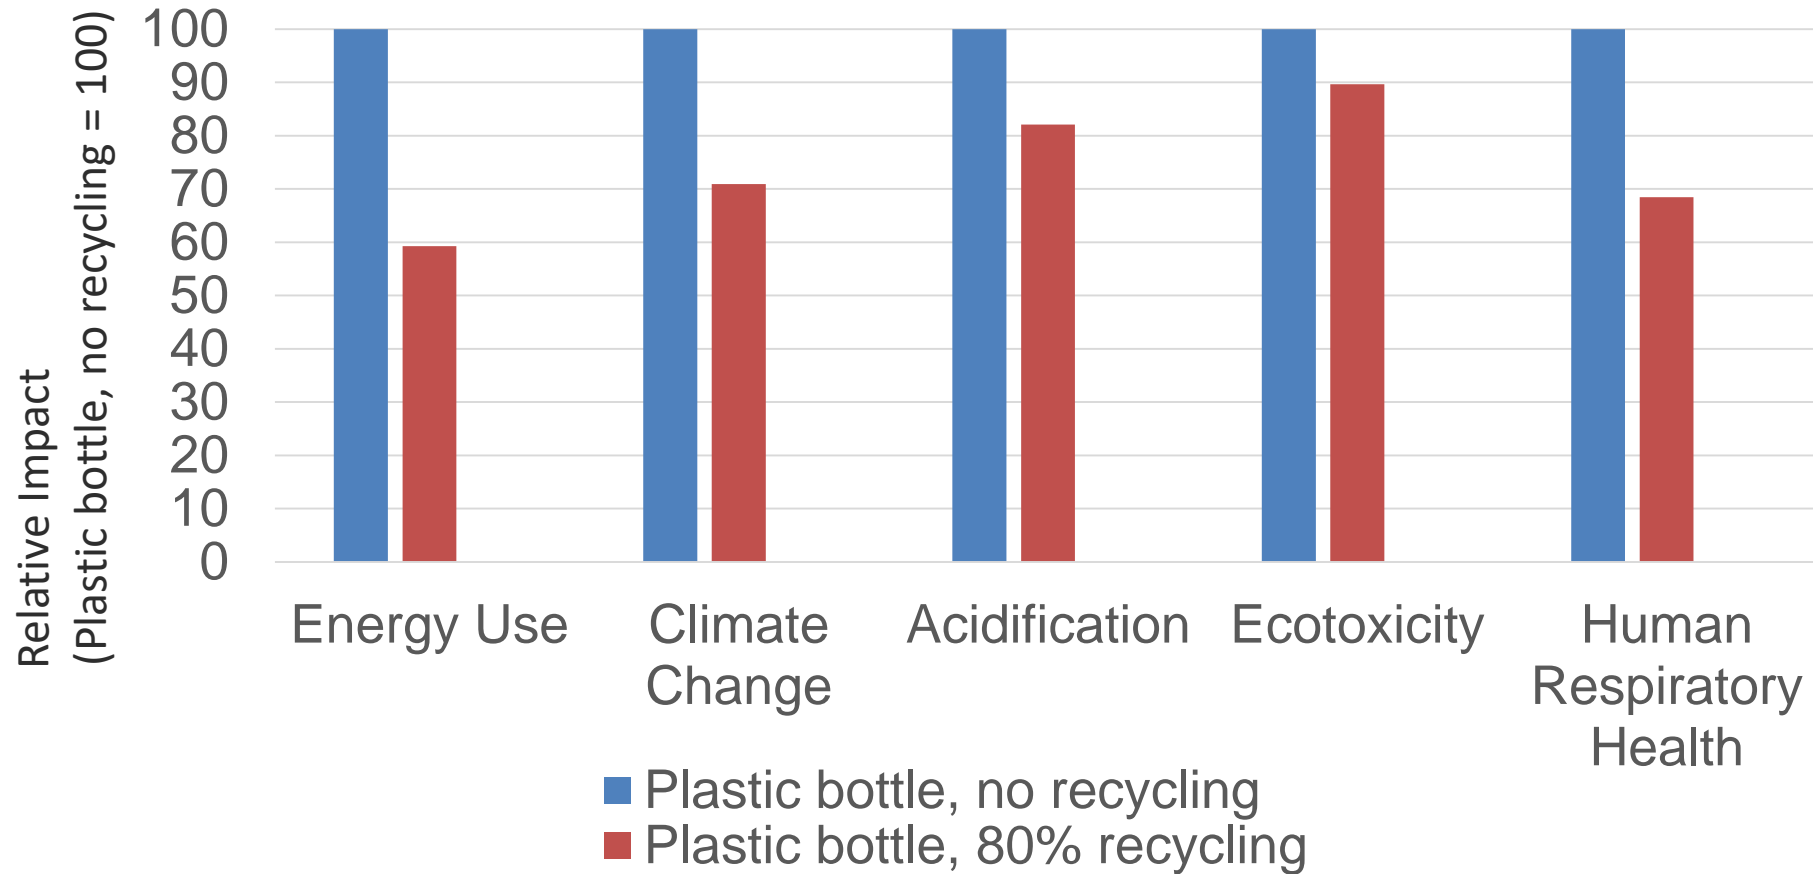 Relative Impact
(Plastic bottle, no recycling = 100)
100
90
80
70
60
50
40
30
20
10
0
Energy Use
Climate
Change
Acidification
Ecotoxicity
Human
Respiratory
Health
Plastic bottle, no recycling
Plastic bottle, 80% recycling